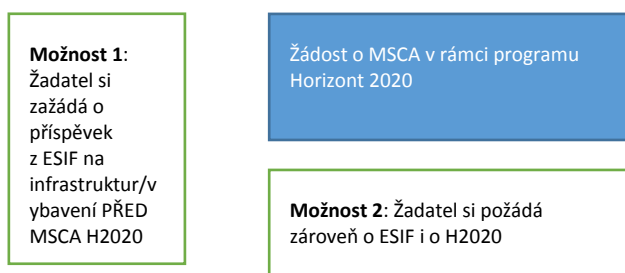 Možnost 1:
Žadatel si
zažádá o
příspěvek
z ESIF na
infrastruktur/v
ybavení PŘED
MSCA H2020
Žádost o MSCA v rámci programu
Horizont 2020
Možnost 2: Žadatel si požádá
zároveň o ESIF i o H2020